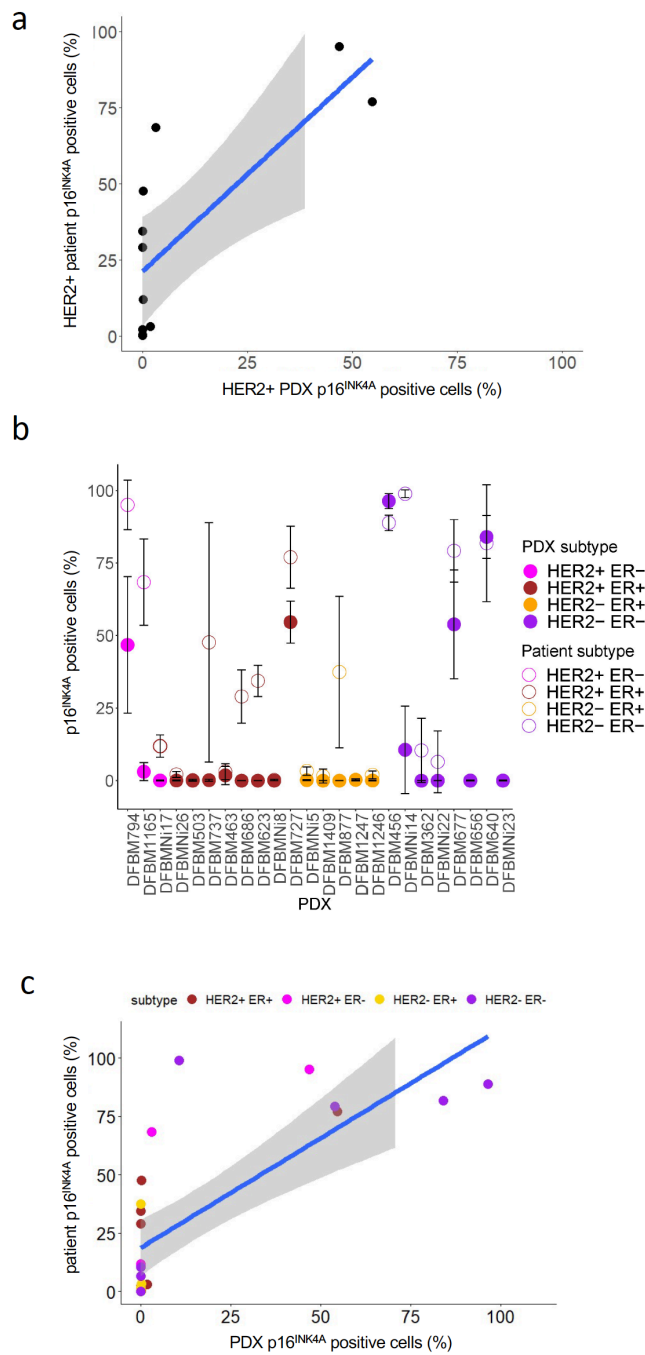 a
HER2+ patient p16INK4A positive cells (%)
100
75
50
25
0
0 25 50 75 100
HER2+ PDX p16INK4A positive cells (%)
b
p16INK4A positive cells (%)
100
75
50
25
0
DFBM794
DFBM1165
DFBMNi17
DFBMNi26
DFBM503
DFBM737
DFBM463
DFBM686
DFBM623
DFBMNi8
DFBM727
DFBMNi5
DFBM1409
DFBM877
DFBM1247
DFBM1246
DFBM456
DFBMNi14
DFBM362
DFBMNi22
DFBM677
DFBM656
DFBM640
DFBMNi23
PDX
PDX subtype
HER2+ ER−
HER2+ ER+
HER2− ER+
HER2− ER−
Patient subtype
HER2+ ER−
HER2+ ER+
HER2− ER+
HER2− ER−
c
subtype HER2+ ER+ HER2+ ER- HER2- ER+ HER2- ER-
patient p16INK4A positive cells (%)
100
75
50
25
0
0 25 50 75 100
PDX p16INK4A positive cells (%)